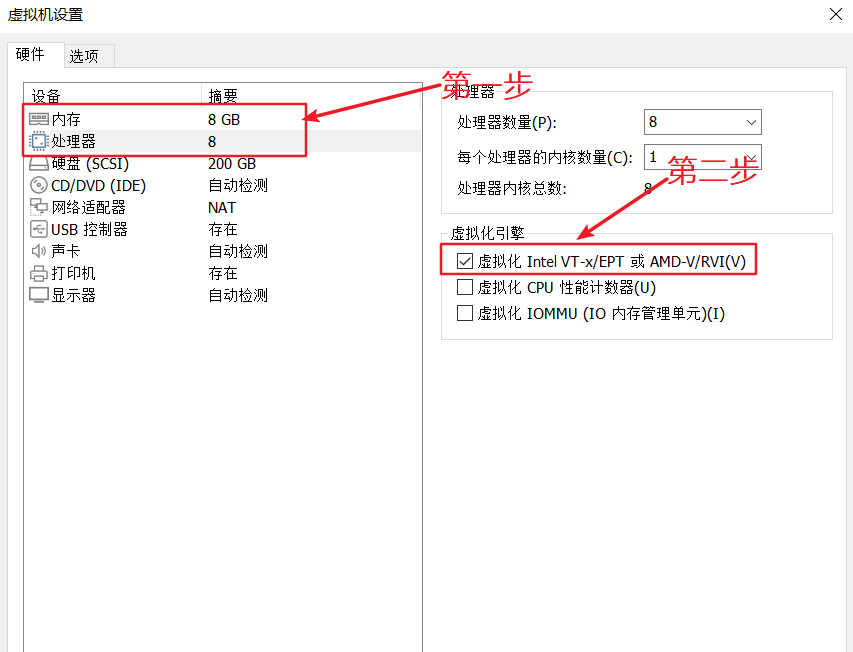 虚拟机设置
硬件 选项
设备 摘要
内存 8 GB
处理器 8
硬盘 (SCSI) 200 GB
CD/DVD (IDE) 自动检测
网络适配器 NAT
USB 控制器 存在
声卡 自动检测
打印机 存在
显示器 自动检测
第一步
处理器
处理器数量(P): 8
每个处理器的内核数量(C): 1
第二步
处理器内核总数: 8
虚拟化引擎
虚拟化 Intel VT-x/EPT 或 AMD-V/RVI(V)
虚拟化 CPU 性能计数器(U)
虚拟化 IOMMU (IO 内存管理单元)(I)